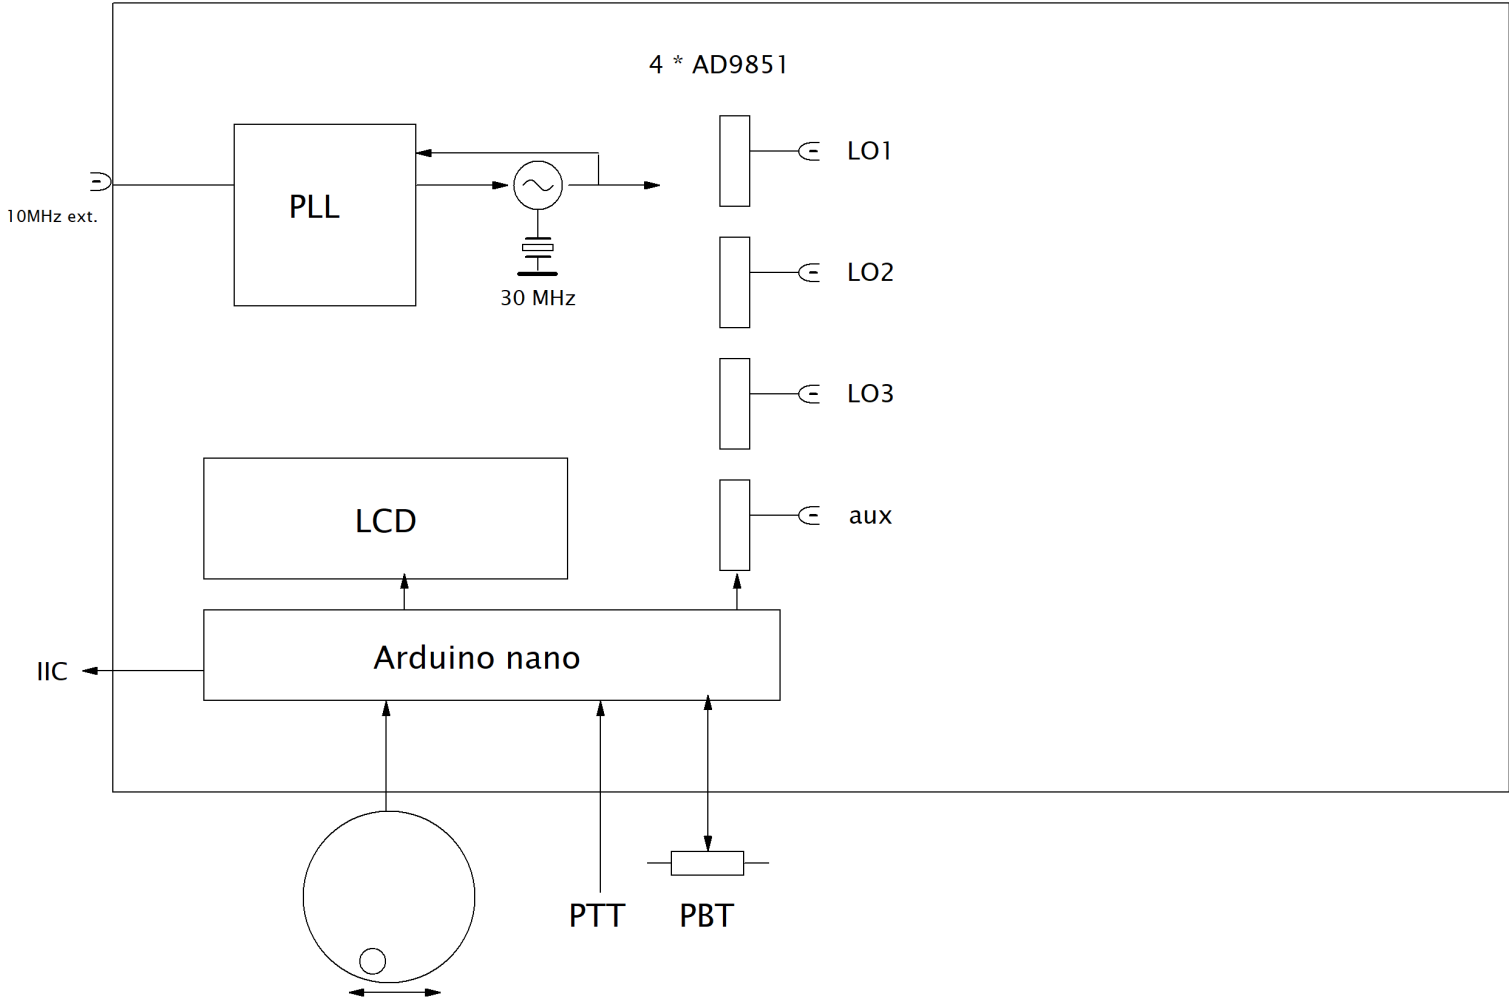 4 * AD9851
LO1
PLL
10MHz ext.
LO2
30 MHz
LO3
LCD
aux
Arduino nano
IIC
PTT
PBT